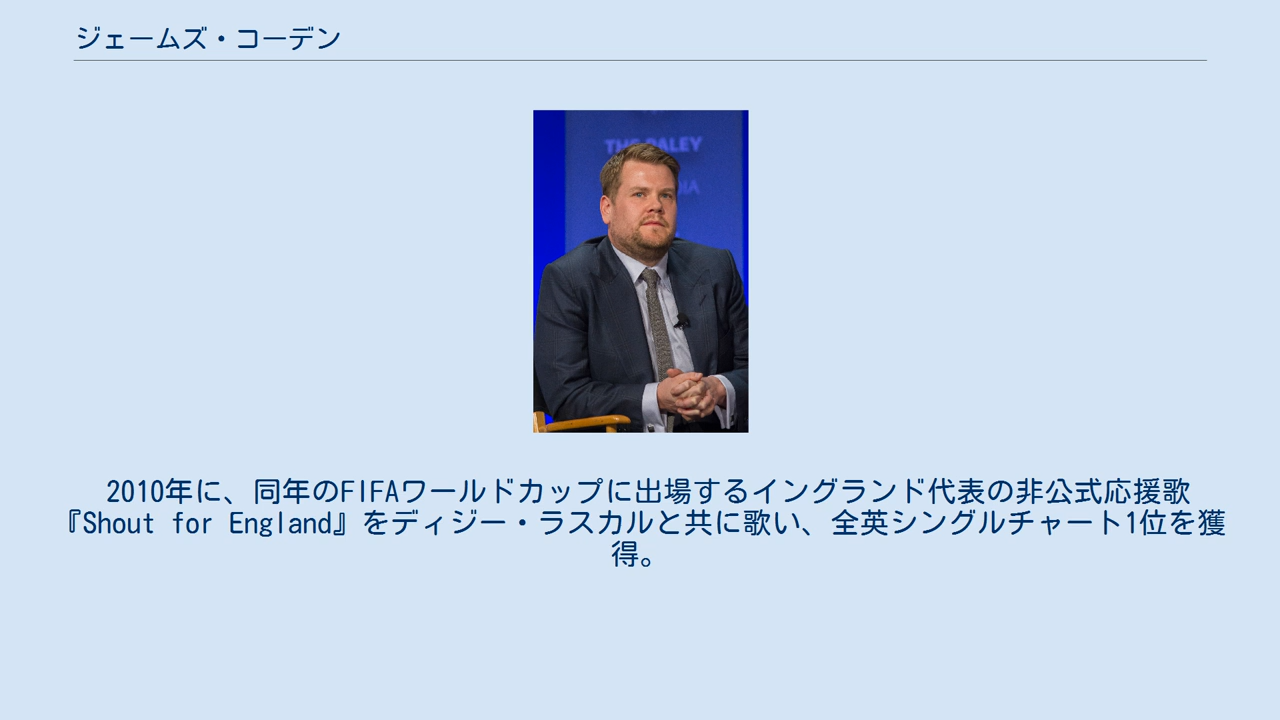 ジェームズ・コーデン
THE PALEY
DIA
2010年に、同年のFIFAワールドカップに出場するイングランド代表の非公式応援歌
『Shout for England』をディジー・ラスカルと共に歌い、全英シングルチャート1位を獲
得。